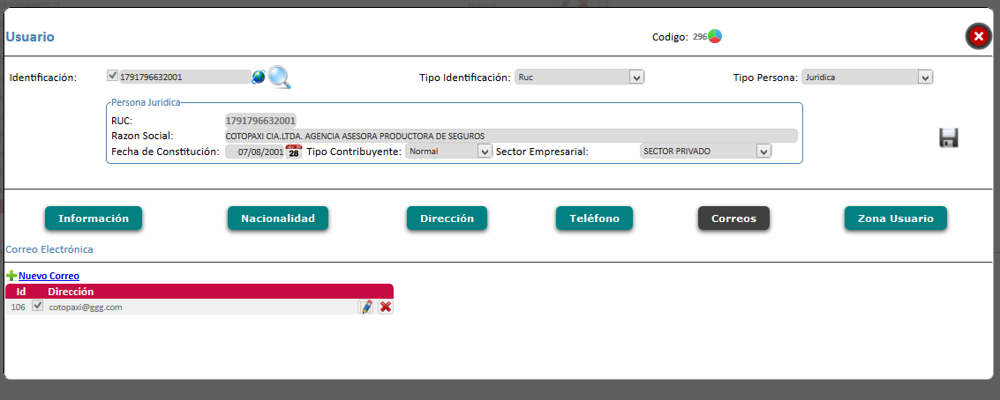 Usuario
Codigo: 296
Identificación: 1791796632001
Tipo Identificación: Ruc
Tipo Persona: Juridica
Persona Juridica
RUC: 1791796632001
Razon Social: COTOPAXI CIA.LTDA. AGENCIA ASESORA PRODUCTORA DE SEGUROS
Fecha de Constitución: 07/08/2001 28 Tipo Contribuyente: Normal Sector Empresarial: SECTOR PRIVADO
Información Nacionalidad Dirección Teléfono Correos Zona Usuario
Correo Electrónica
Nuevo Correo
Id Dirección
106 cotopaxi@ggg.com